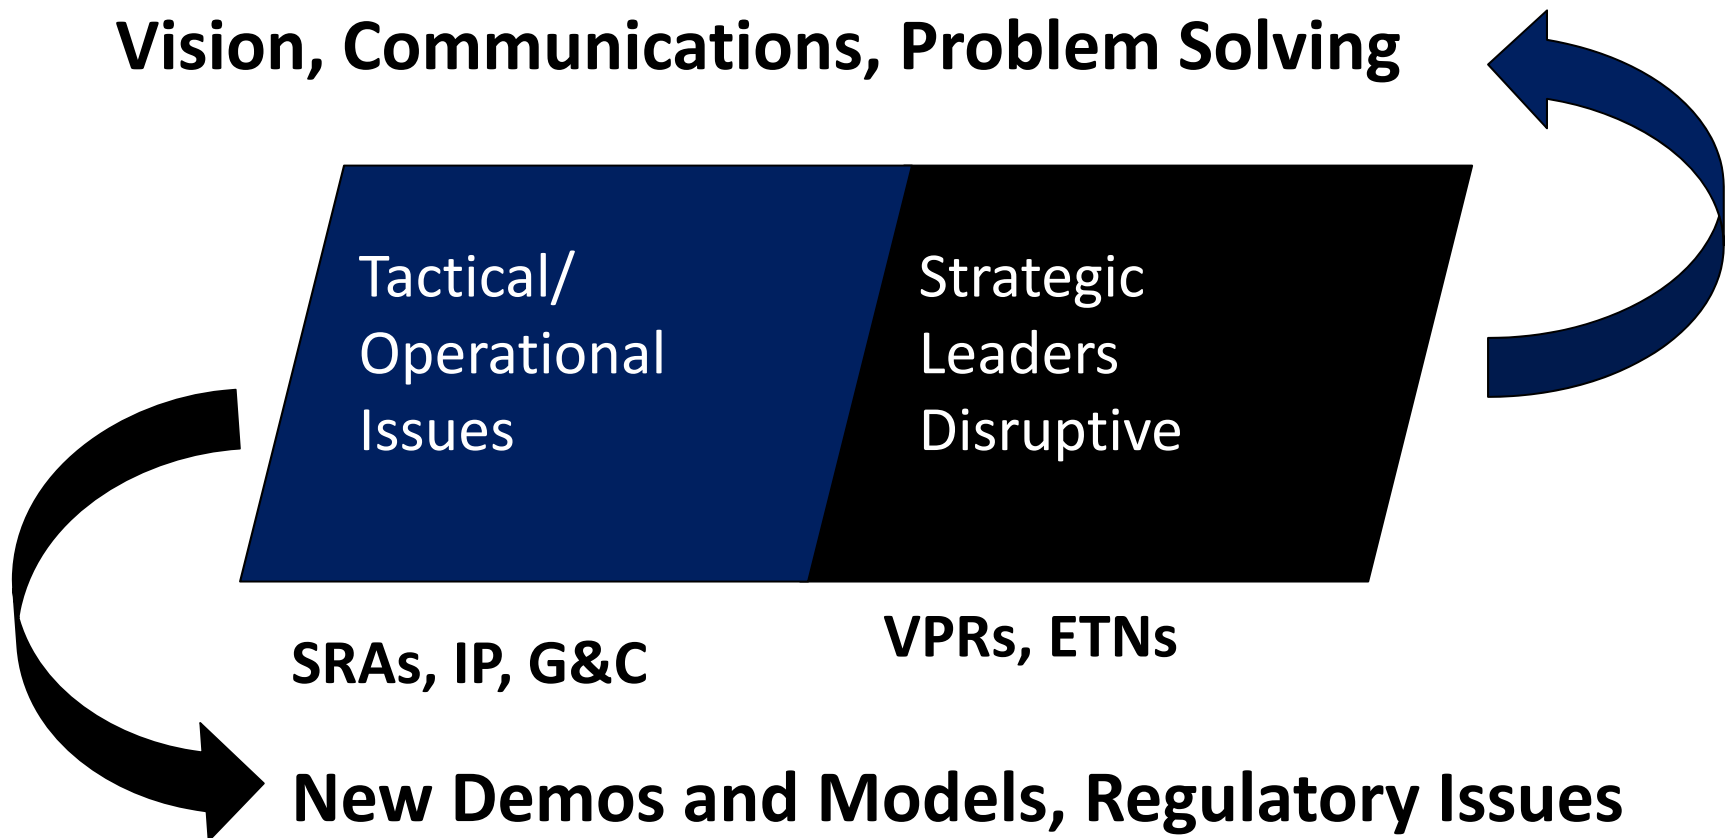 Vision, Communications, Problem Solving
Tactical/
Operational
Issues
Strategic
Leaders
Disruptive
SRAs, IP, G&C
VPRs, ETNs
New Demos and Models, Regulatory Issues